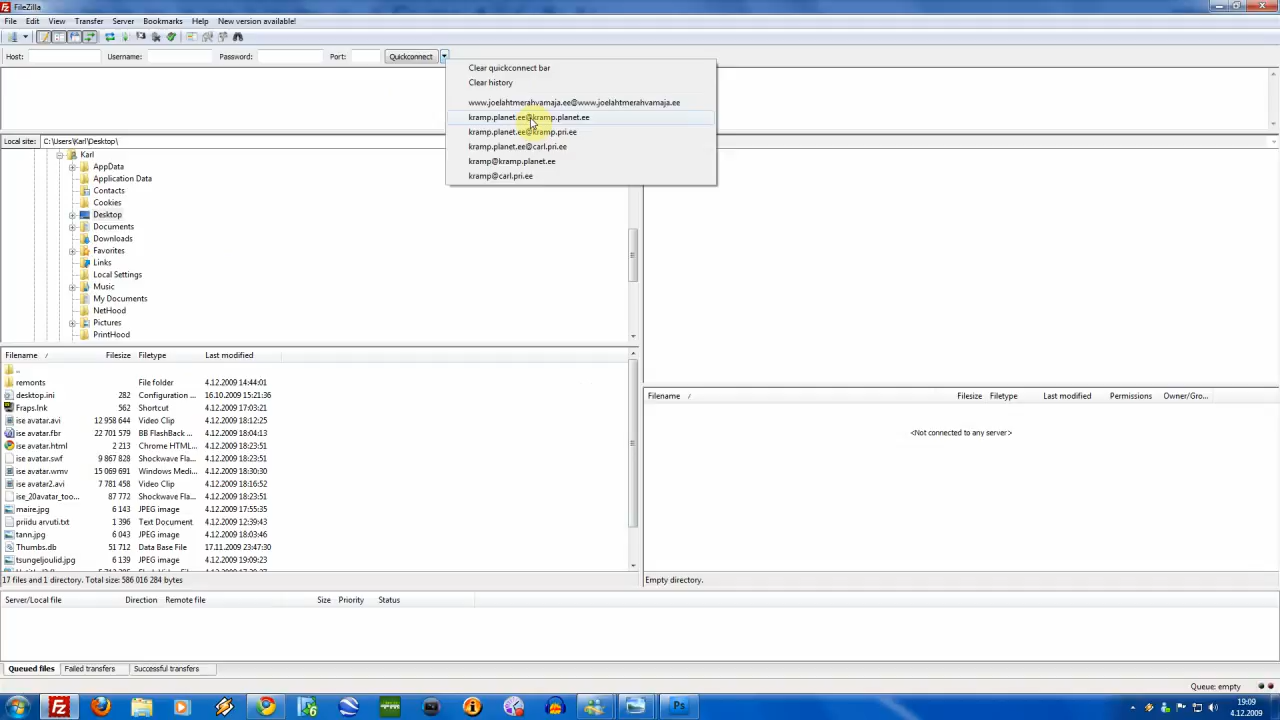 FileZilla
File Edit View Transfer Server Bookmarks Help New version available!
Host: Username: Password: Port: Quickconnect
Clear quickconnect bar
Clear history
www.joelahtmerahvamaja.ee@www.joelahtmerahvamaja.ee
kramp.planet.ee@kramp.planet.ee
kramp.planet.ee@kramp.pri.ee
kramp.planet.ee@carl.pri.ee
kramp@kramp.planet.ee
kramp@carl.pri.ee
Local site: C:\Users\Karl\Desktop\
Karl
AppData
Application Data
Contacts
Cookies
Desktop
Documents
Downloads
Favorites
Links
Local Settings
Music
My Documents
NetHood
Pictures
PrintHood
Filename / Filesize Filetype Last modified
..
remonts File folder 4.12.2009 14:44:01
desktop.ini 282 Configuration ... 16.10.2009 15:21:36
Fraps.lnk 562 Shortcut 4.12.2009 17:03:21
ise avatar.avi 12 958 644 Video Clip 4.12.2009 18:12:25
ise avatar.fbr 22 701 579 BB FlashBack ... 4.12.2009 18:04:13
ise avatar.html 2 213 Chrome HTML... 4.12.2009 18:23:51
ise avatar.swf 9 867 828 Shockwave Fla... 4.12.2009 18:23:51
ise avatar.wmv 15 069 691 Windows Medi... 4.12.2009 18:30:30
ise avatar2.avi 7 781 458 Video Clip 4.12.2009 18:16:52
ise_20avatar_too... 87 772 Shockwave Fla... 4.12.2009 18:23:51
maire.jpg 6 143 JPEG image 4.12.2009 17:55:35
priidu arvuti.txt 1 396 Text Document 4.12.2009 12:39:43
tann.jpg 6 043 JPEG image 4.12.2009 18:03:46
Thumbs.db 51 712 Data Base File 17.11.2009 23:47:30
tsungeljoulid.jpg 6 139 JPEG image 4.12.2009 19:09:23
17 files and 1 directory. Total size: 586 016 284 bytes
Filename / Filesize Filetype Last modified Permissions Owner/Gro...
<Not connected to any server>
Empty directory.
Server/Local file Direction Remote file Size Priority Status
Queued files Failed transfers Successful transfers
Queue: empty
19:09
4.12.2009